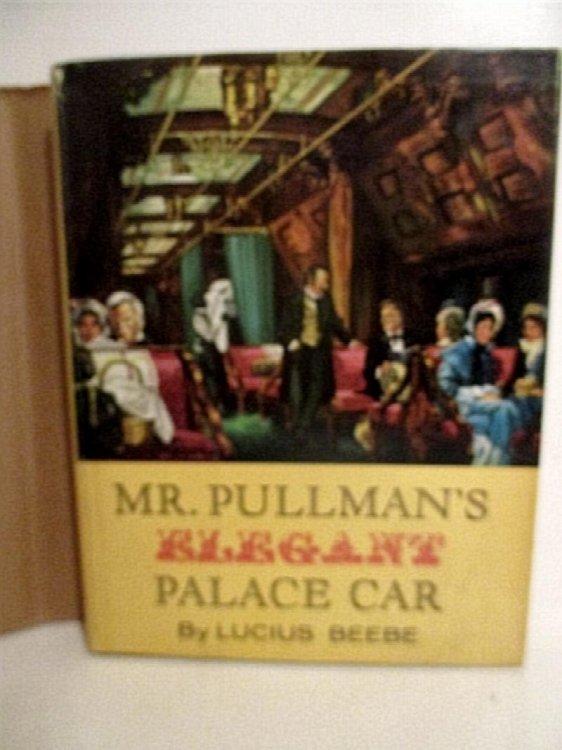 MR. PULLMAN'S
ELEGANT
PALACE CAR
By LUCIUS BEEBE